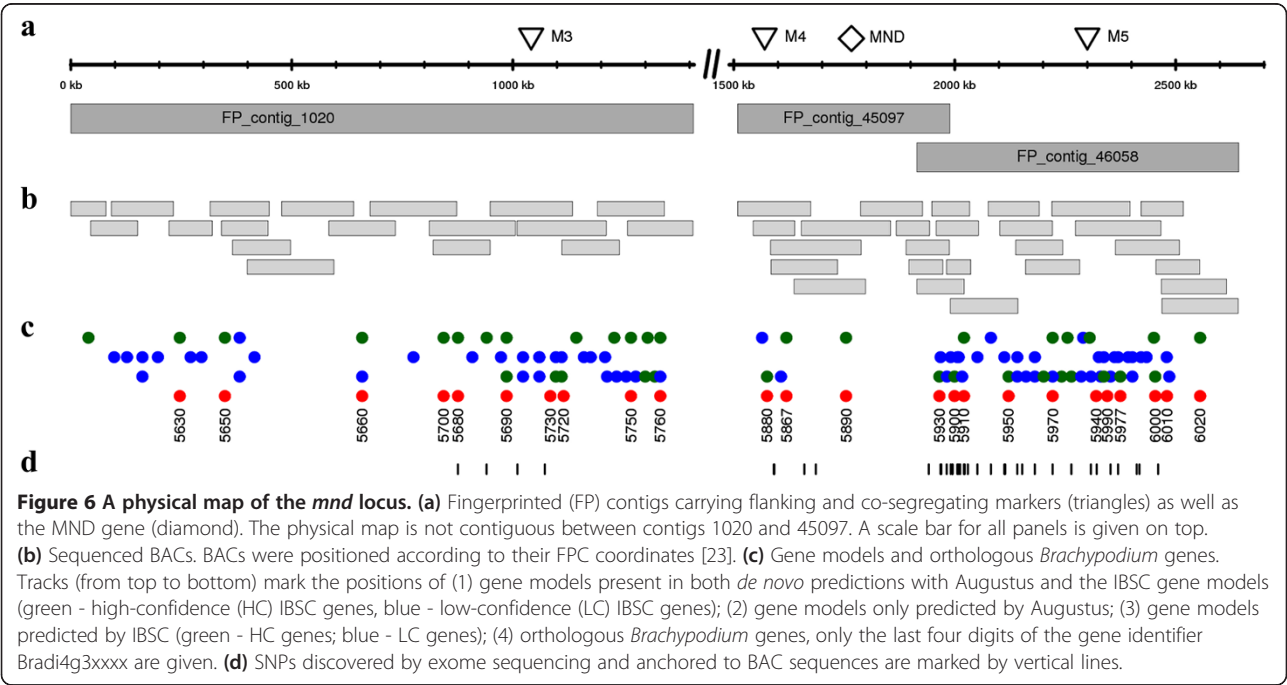 a
M3
M4
MND
M5
0 kb
500 kb
1000 kb
1500 kb
2000 kb
2500 kb
FP_contig_1020
FP_contig_45097
FP_contig_46058
b
c
5630
5650
5660
5700
5680
5690
5730
5720
5750
5760
5880
5867
5890
5930
5900
5910
5950
5970
5940
5990
5977
6000
6010
6020
d
Figure 6 A physical map of the mnd locus. (a) Fingerprinted (FP) contigs carrying flanking and co-segregating markers (triangles) as well as
the MND gene (diamond). The physical map is not contiguous between contigs 1020 and 45097. A scale bar for all panels is given on top.
(b) Sequenced BACs. BACs were positioned according to their FPC coordinates [23]. (c) Gene models and orthologous Brachypodium genes.
Tracks (from top to bottom) mark the positions of (1) gene models present in both de novo predictions with Augustus and the IBSC gene models
(green - high-confidence (HC) IBSC genes, blue - low-confidence (LC) IBSC genes); (2) gene models only predicted by Augustus; (3) gene models
predicted by IBSC (green - HC genes; blue - LC genes); (4) orthologous Brachypodium genes, only the last four digits of the gene identifier
Bradi4g3xxxx are given. (d) SNPs discovered by exome sequencing and anchored to BAC sequences are marked by vertical lines.